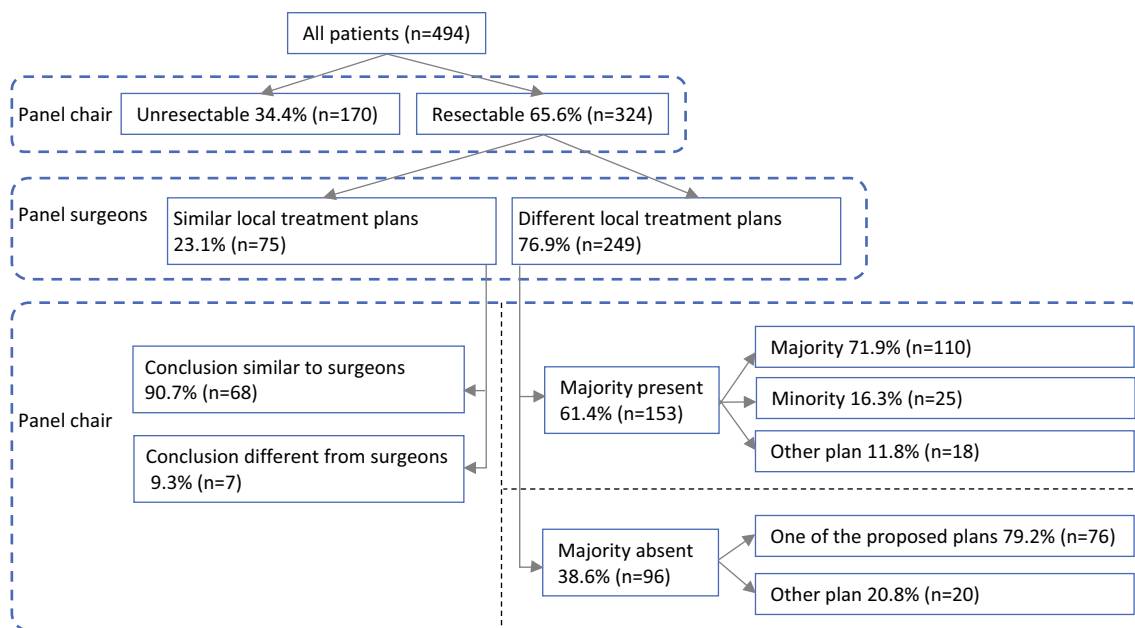 All patients (n=494)
Panel chair
Unresectable 34.4% (n=170)
Resectable 65.6% (n=324)
Panel surgeons
Similar local treatment plans
23.1% (n=75)
Different local treatment plans
76.9% (n=249)
Panel chair
Conclusion similar to surgeons
90.7% (n=68)
Conclusion different from surgeons
9.3% (n=7)
Majority present
61.4% (n=153)
Majority 71.9% (n=110)
Minority 16.3% (n=25)
Other plan 11.8% (n=18)
Majority absent
38.6% (n=96)
One of the proposed plans 79.2% (n=76)
Other plan 20.8% (n=20)